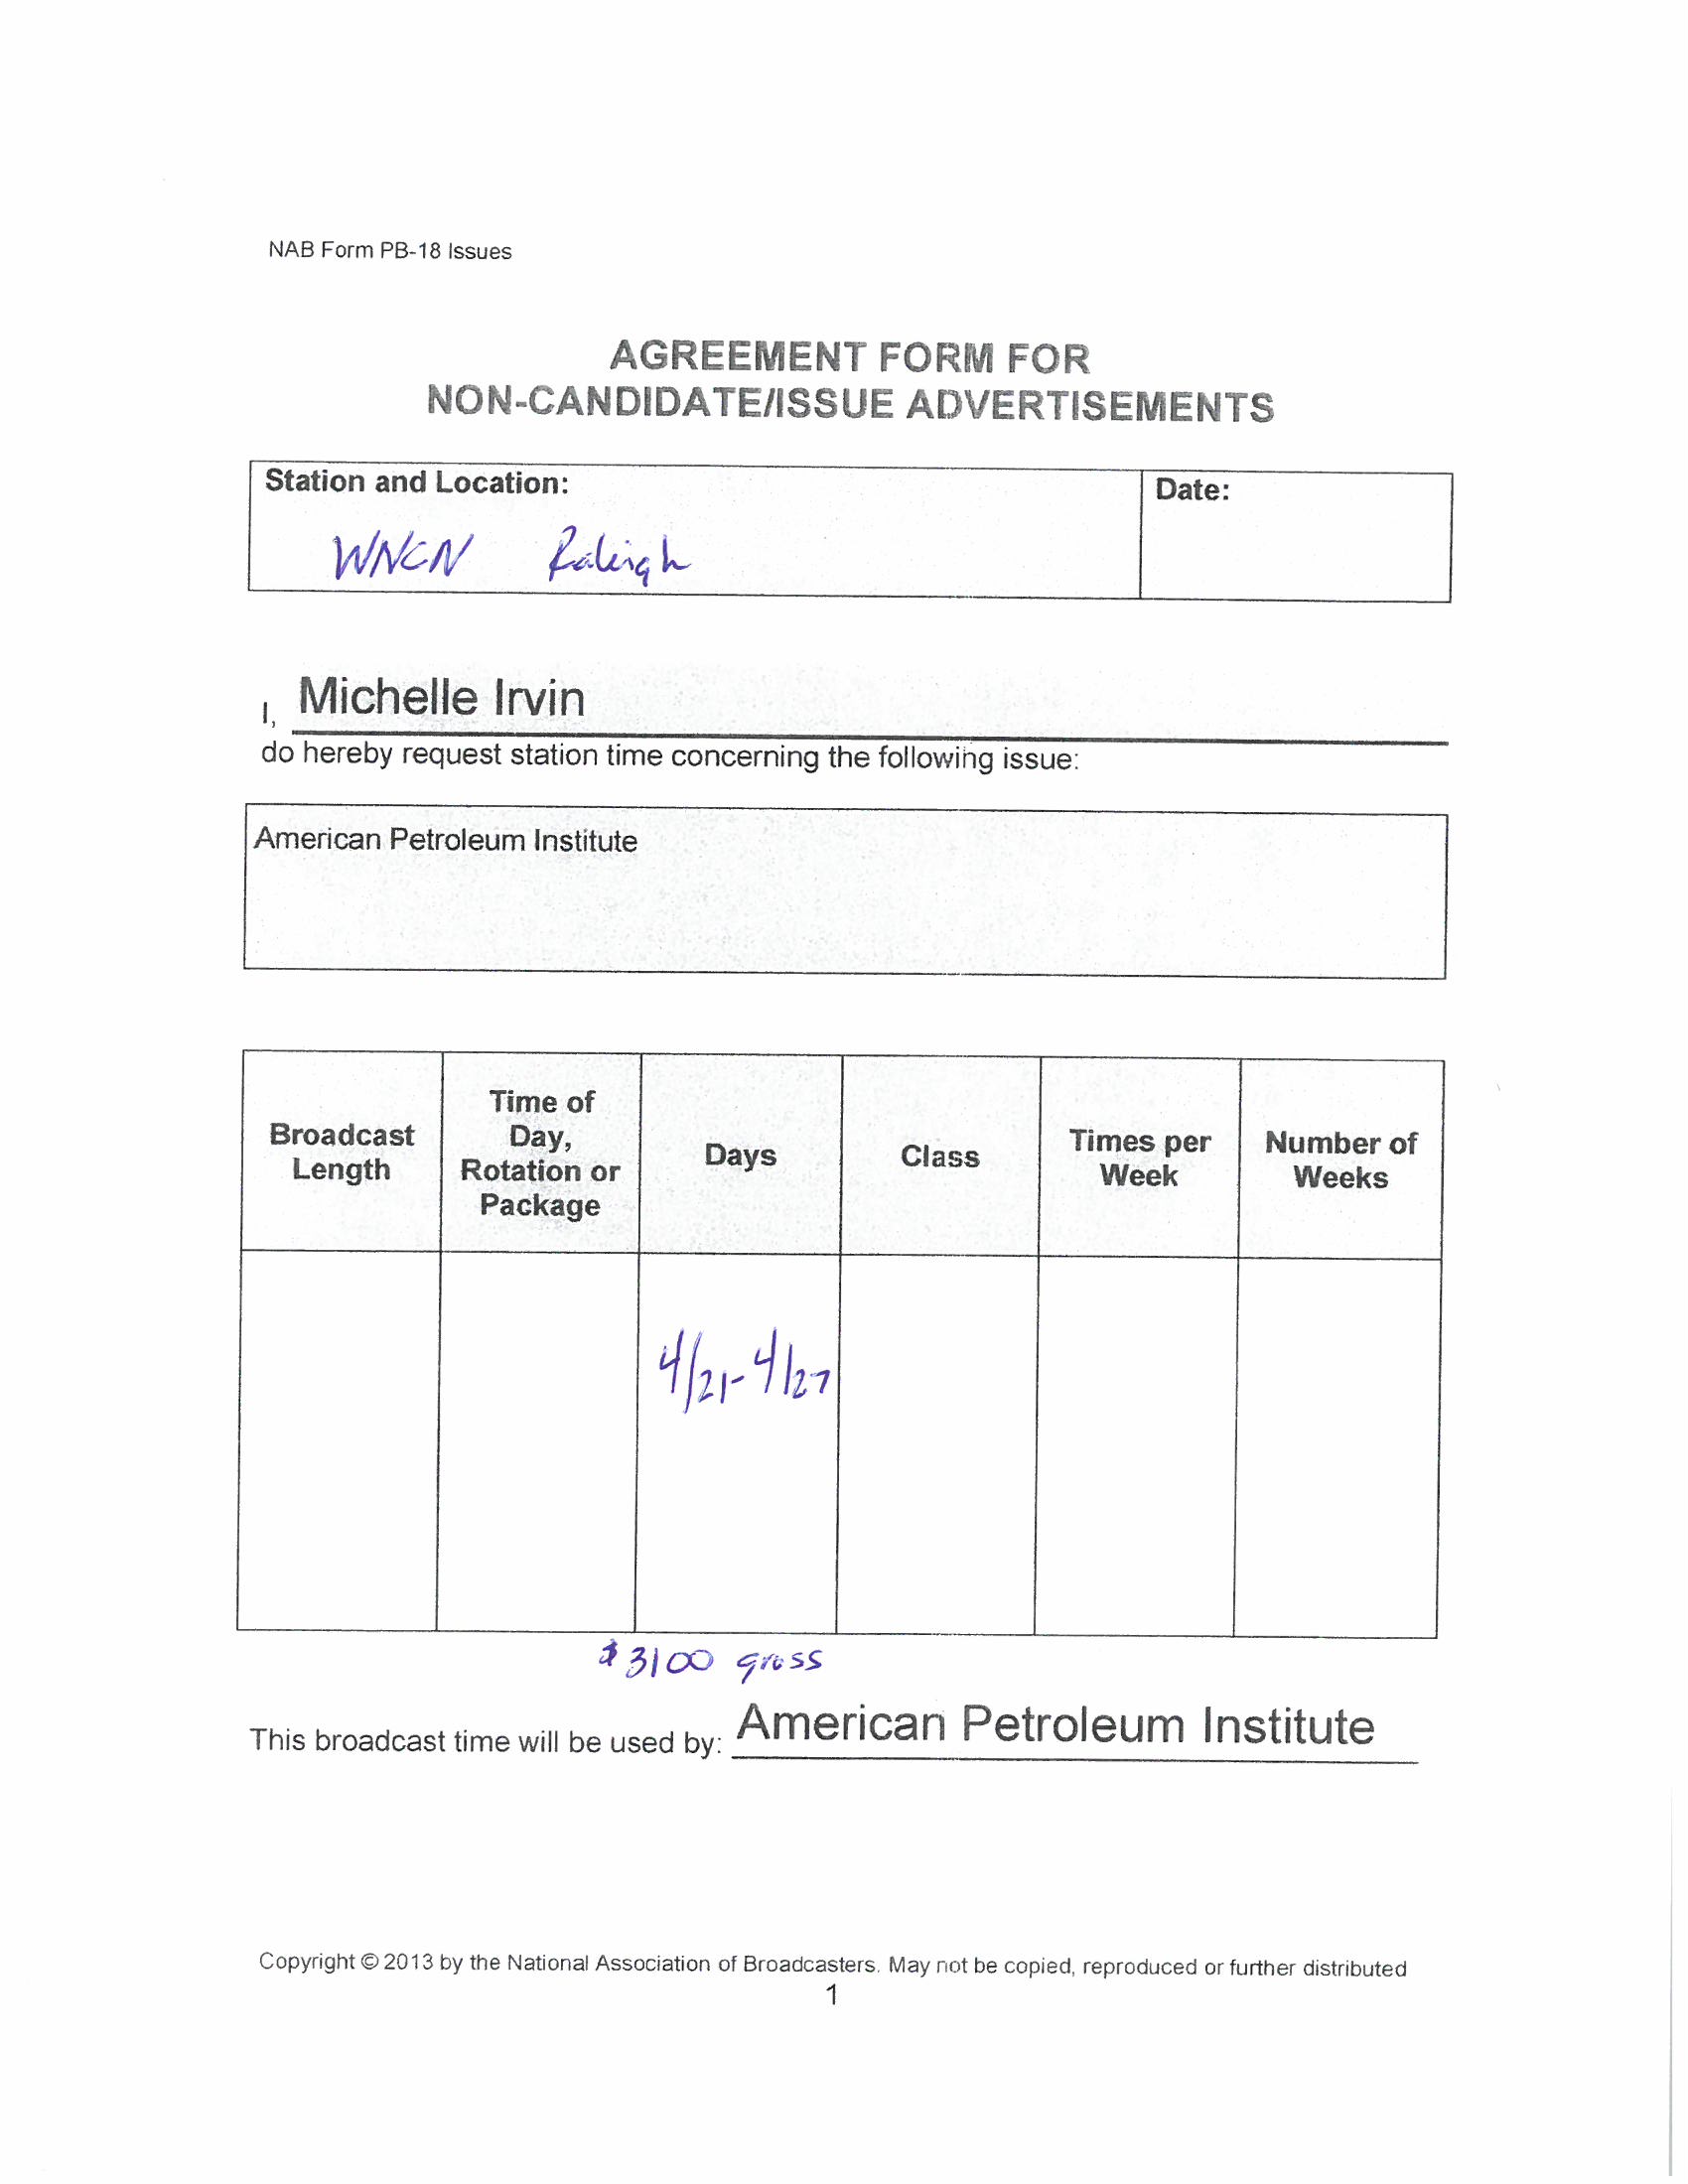 NAB Form PB-18 Issues
AGREEMENT FORM FOR
NON-CANDIDATE/ISSUE ADVERTISEMENTS
Station and Location:
Date:
WNCN Raleigh
I, Michelle Irvin
do hereby request station time concerning the following issue:
American Petroleum Institute
Broadcast Length
Time of Day, Rotation or Package
Days
Class
Times per Week
Number of Weeks
4/21-4/27
$3100 gross
This broadcast time will be used by: American Petroleum Institute
Copyright © 2013 by the National Association of Broadcasters. May not be copied, reproduced or further distributed
1